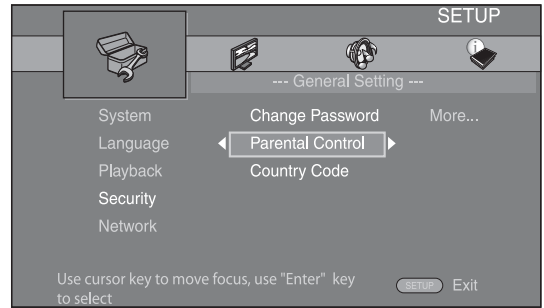 SETUP
--- General Setting ---
System
Language
Playback
Security
Network
Change Password
Parental Control
Country Code
More...
Use cursor key to move focus, use "Enter" key
to select
SETUP Exit